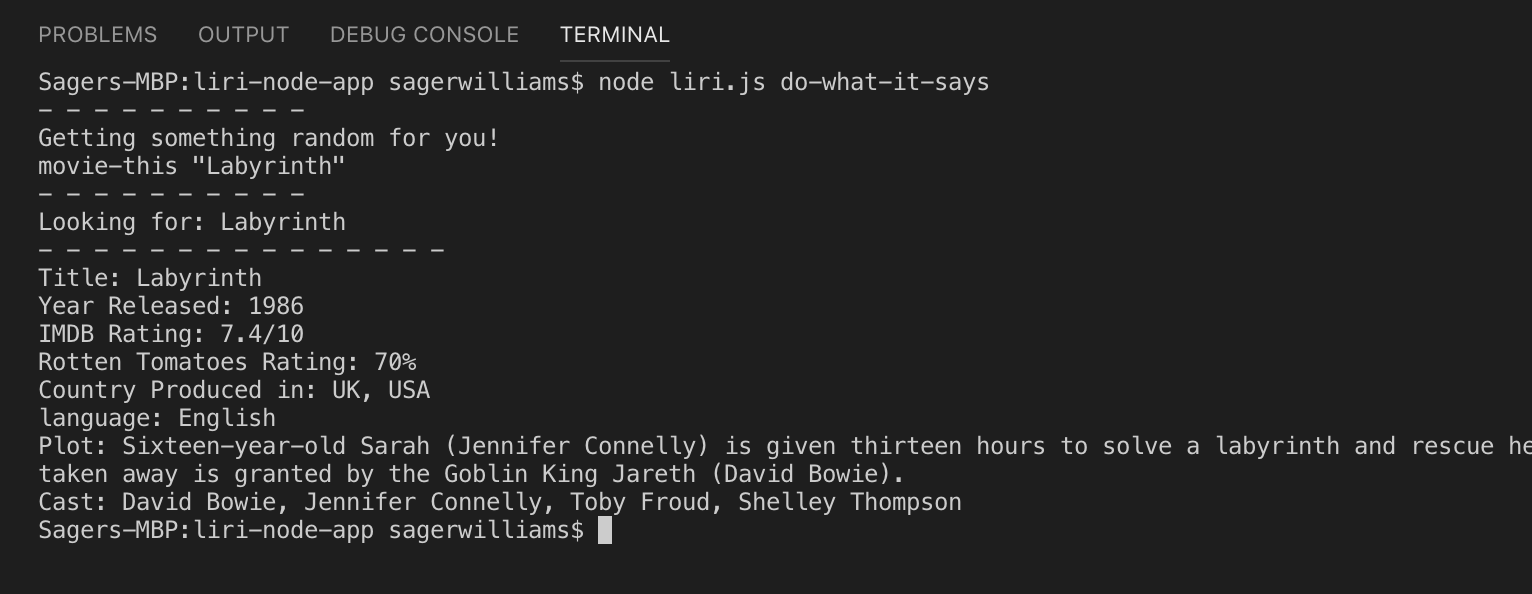 PROBLEMS OUTPUT DEBUG CONSOLE TERMINAL
Sagers-MBP:liri-node-app sagerwilliams$ node liri.js do-what-it-says
- - - - - - - - - -
Getting something random for you!
movie-this "Labyrinth"
- - - - - - - - - -
Looking for: Labyrinth
- - - - - - - - - - - - - - -
Title: Labyrinth
Year Released: 1986
IMDB Rating: 7.4/10
Rotten Tomatoes Rating: 70%
Country Produced in: UK, USA
language: English
Plot: Sixteen-year-old Sarah (Jennifer Connelly) is given thirteen hours to solve a labyrinth and rescue
taken away is granted by the Goblin King Jareth (David Bowie).
Cast: David Bowie, Jennifer Connelly, Toby Froud, Shelley Thompson
Sagers-MBP:liri-node-app sagerwilliams$